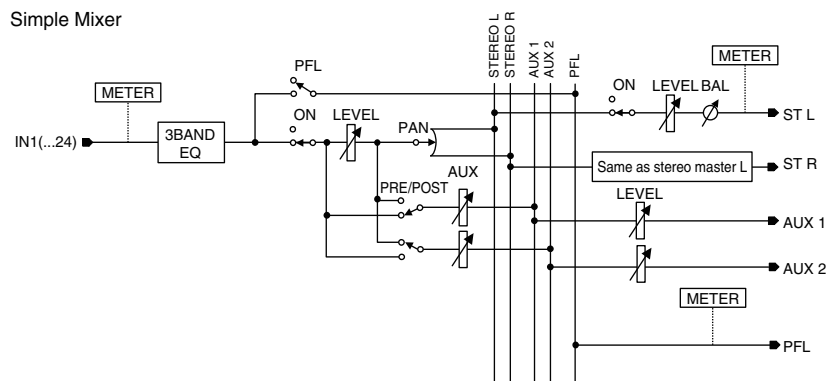 Simple Mixer
STEREO L
STEREO R
AUX 1
AUX 2
PFL
METER
PFL
ON
LEVEL
PAN
IN1(...24)
3BAND
EQ
PRE/POST
AUX
ON
LEVEL
BAL
METER
ST L
Same as stereo master L
ST R
LEVEL
AUX 1
AUX 2
METER
PFL